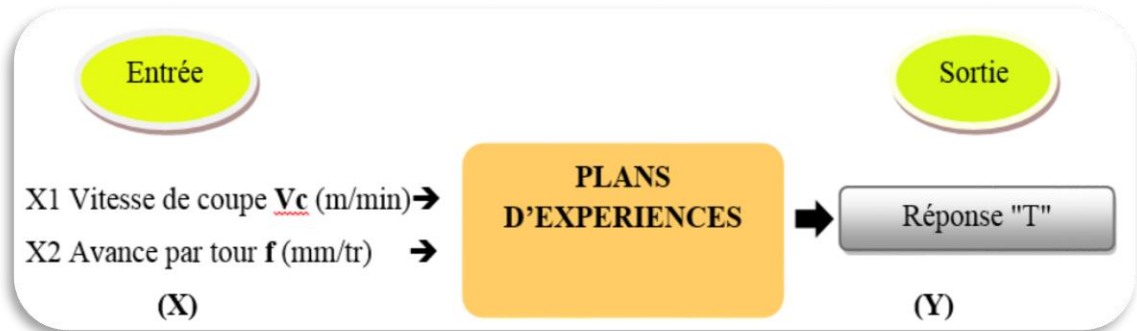 Entrée
Sortie
X1 Vitesse de coupe Vc (m/min)➔
X2 Avance par tour f (mm/tr) ➔
(X)
PLANS
D’EXPERIENCES
Réponse "T"
(Y)